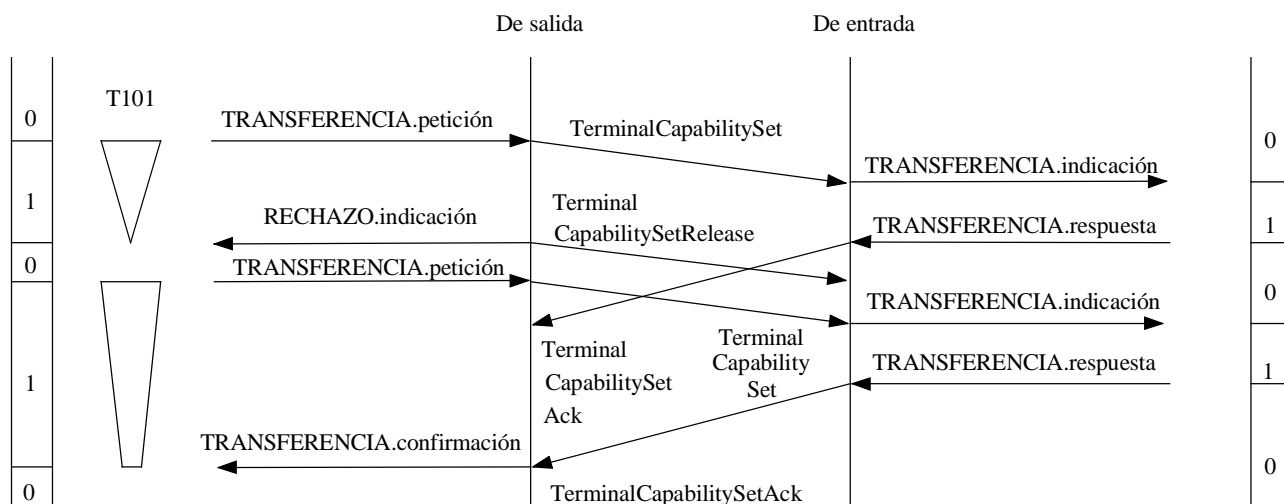 De salida
De entrada
T101
0
TRANSFERENCIA.petición
TerminalCapabilitySet
0
TRANSFERENCIA.indicación
1
RECHAZO.indicación
Terminal
CapabilitySetRelease
TRANSFERENCIA.respuesta
1
0
TRANSFERENCIA.petición
0
TRANSFERENCIA.indicación
Terminal
CapabilitySet
Ack
Terminal
Capability
Set
TRANSFERENCIA.respuesta
1
1
TRANSFERENCIA.confirmación
0
0
TerminalCapabilitySetAck